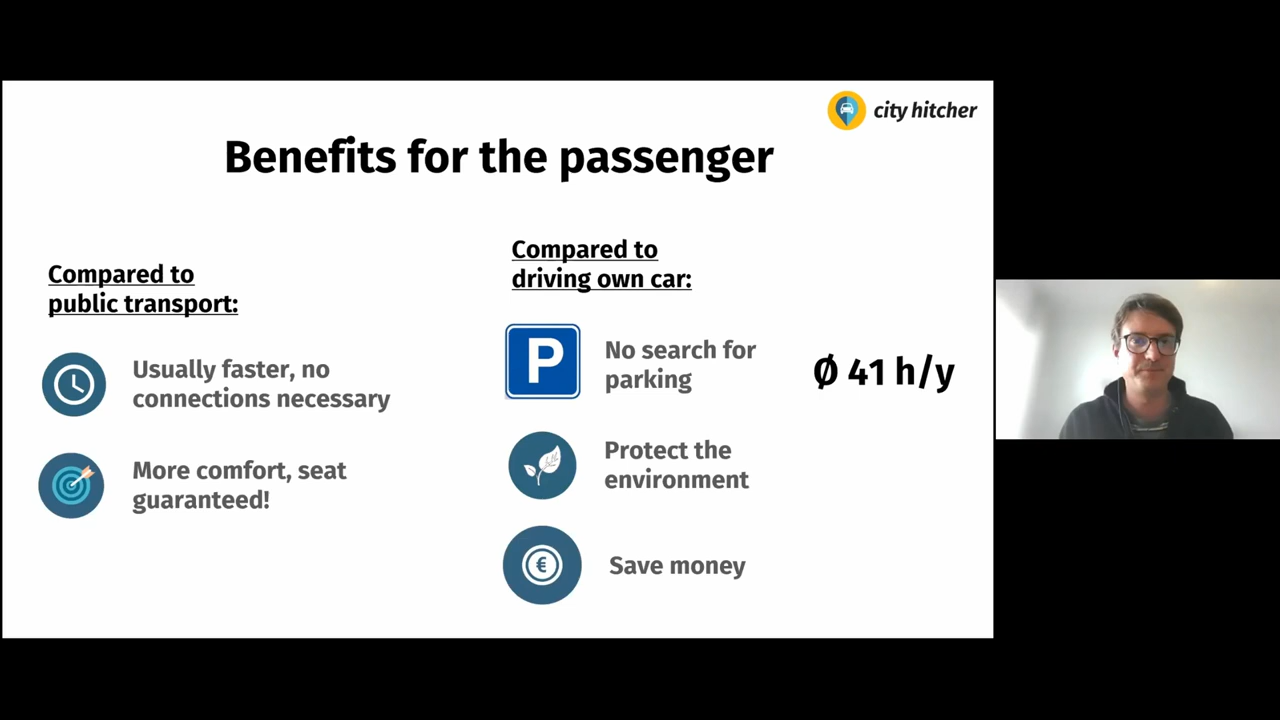 city hitcher
Benefits for the passenger
Compared to
public transport:
Usually faster, no
connections necessary
More comfort, seat
guaranteed!
Compared to
driving own car:
P
No search for
parking
Ø 41 h/y
Protect the
environment
€
Save money